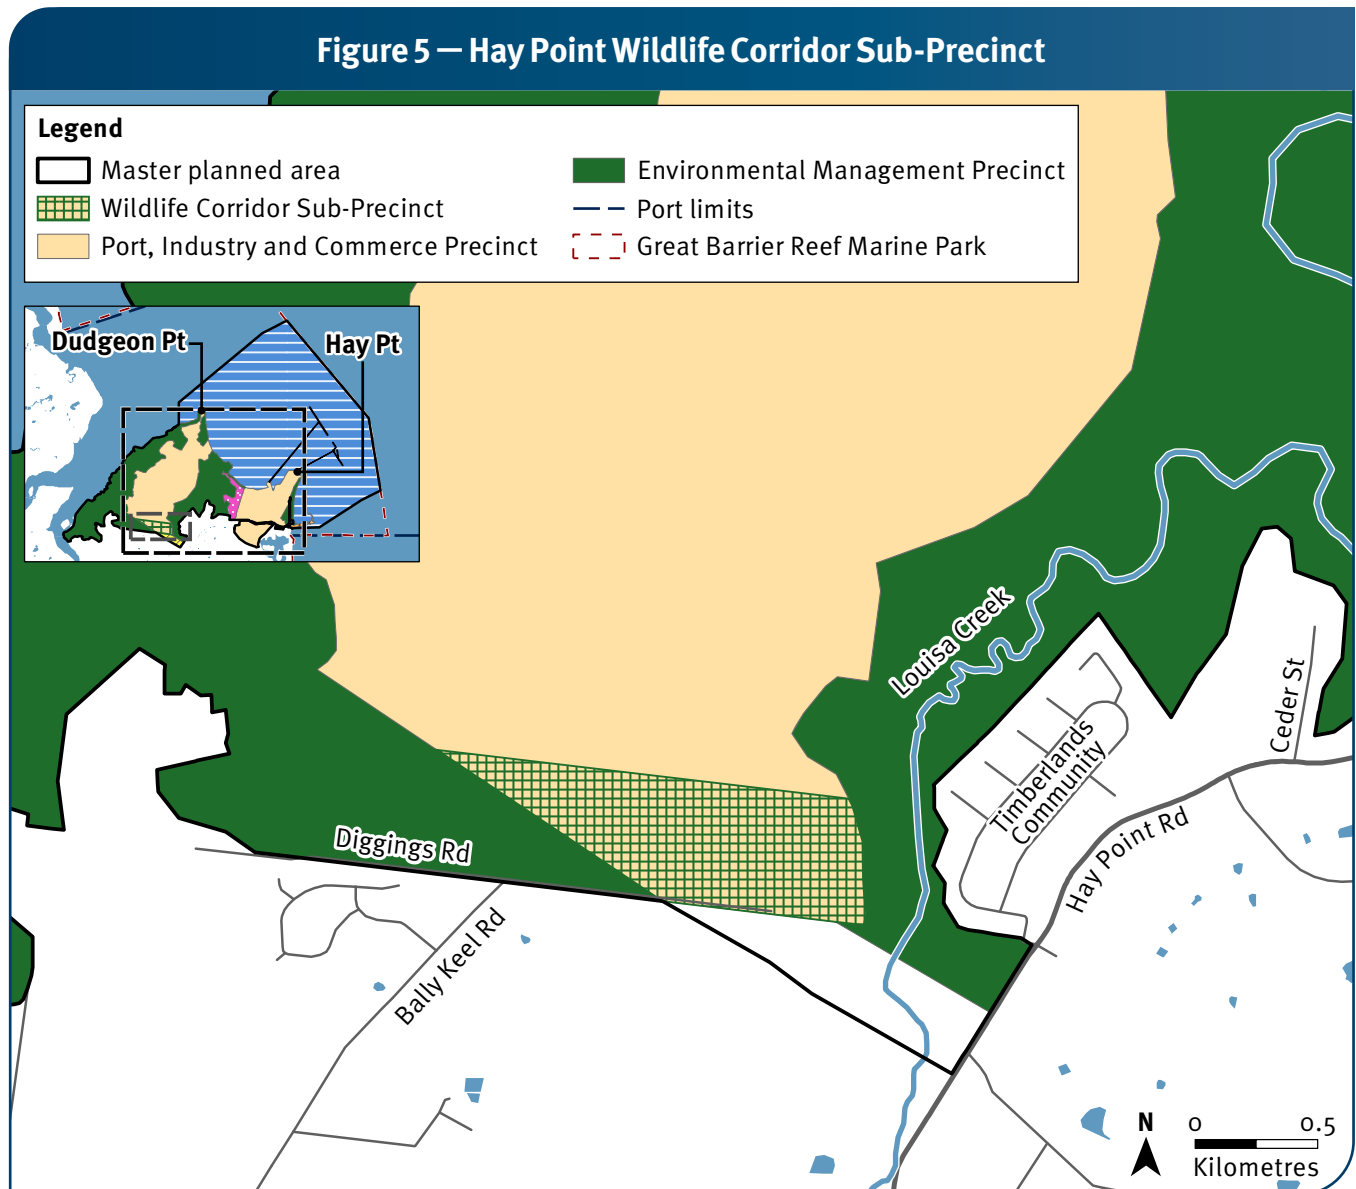 Figure 5 — Hay Point Wildlife Corridor Sub-Precinct
Legend
Master planned area
Wildlife Corridor Sub-Precinct
Port, Industry and Commerce Precinct
Environmental Management Precinct
Port limits
Great Barrier Reef Marine Park
Dudgeon Pt
Hay Pt
Louisa Creek
Ceder St
Timberlands
Community
Hay Point Rd
Diggings Rd
Bally Keel Rd
N
0 0.5
Kilometres